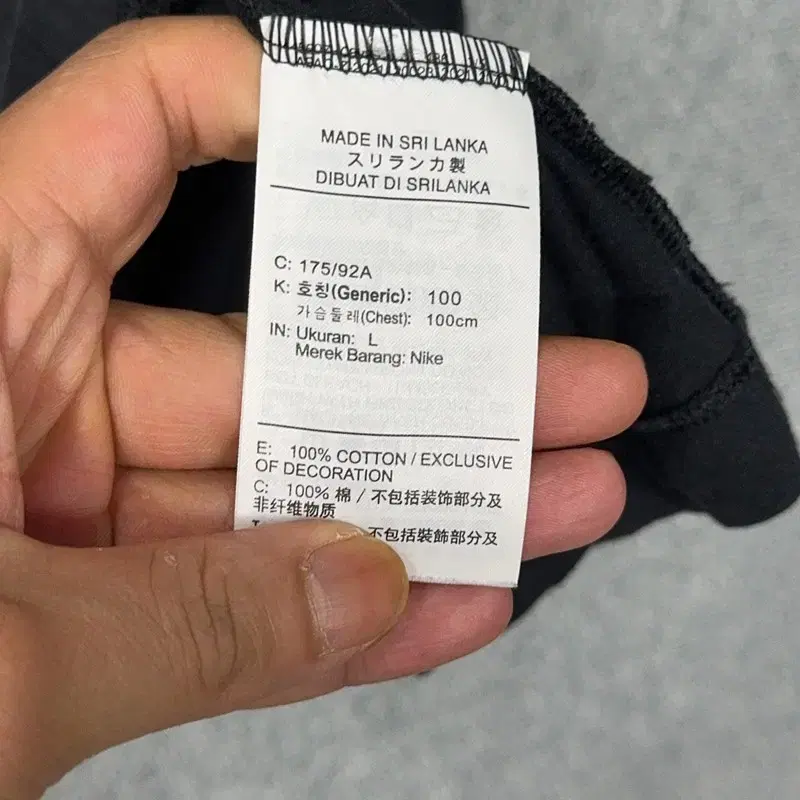 MADE IN SRI LANKA
スリランカ製
DIBUAT DI SRILANKA
C: 175/92A
K: 호칭(Generic): 100
가슴둘레(Chest): 100cm
IN: Ukuran: L
Merek Barang: Nike
E: 100% COTTON / EXCLUSIVE
OF DECORATION
C: 100% 棉 / 不包括装饰部分及
非纤维物质
不包括裝飾部分及